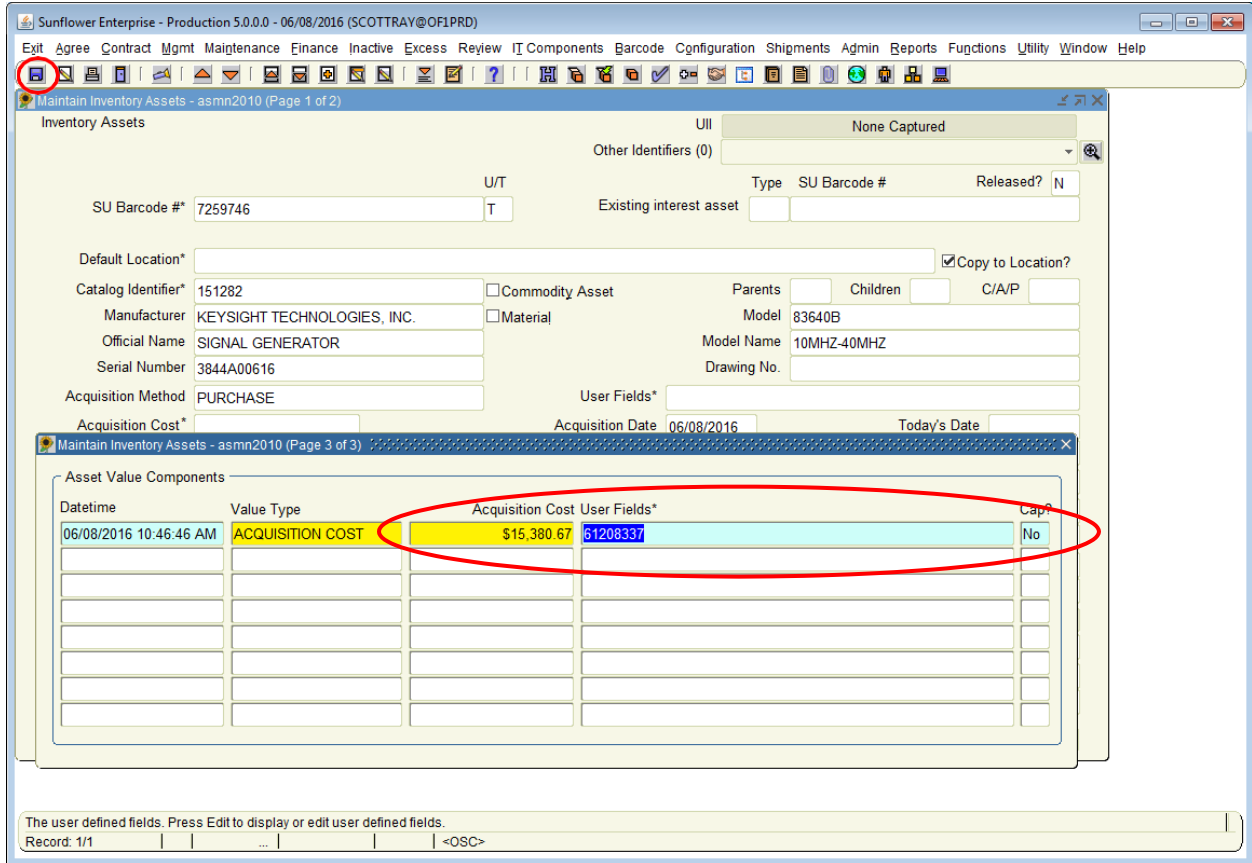 Sunflower Enterprise - Production 5.0.0.0 - 06/08/2016 (SCOTTRAY@OF1PRD)
Exit Agree Contract Mgmt Maintenance Finance Inactive Excess Review IT Components Barcode Configuration Shipments Admin Reports Functions Utility Window Help
Maintain Inventory Assets - asmn2010 (Page 1 of 2)
Inventory Assets UII None Captured
Other Identifiers (0)
U/T Type SU Barcode # Released? N
SU Barcode #* 7259746 T Existing interest asset
Default Location* Copy to Location?
Catalog Identifier* 151282 Commodity Asset Parents Children C/A/P
Manufacturer KEYSIGHT TECHNOLOGIES, INC. Material Model 83640B
Official Name SIGNAL GENERATOR Model Name 10MHZ-40MHZ
Serial Number 3844A00616 Drawing No.
Acquisition Method PURCHASE User Fields*
Acquisition Cost* Acquisition Date 06/08/2016 Today's Date
Maintain Inventory Assets - asmn2010 (Page 3 of 3)
Asset Value Components
Datetime Value Type Acquisition Cost User Fields* Cap?
06/08/2016 10:46:46 AM ACQUISITION COST $15,380.67 61208337 No
The user defined fields. Press Edit to display or edit user defined fields.
Record: 1/1 ... <OSC>